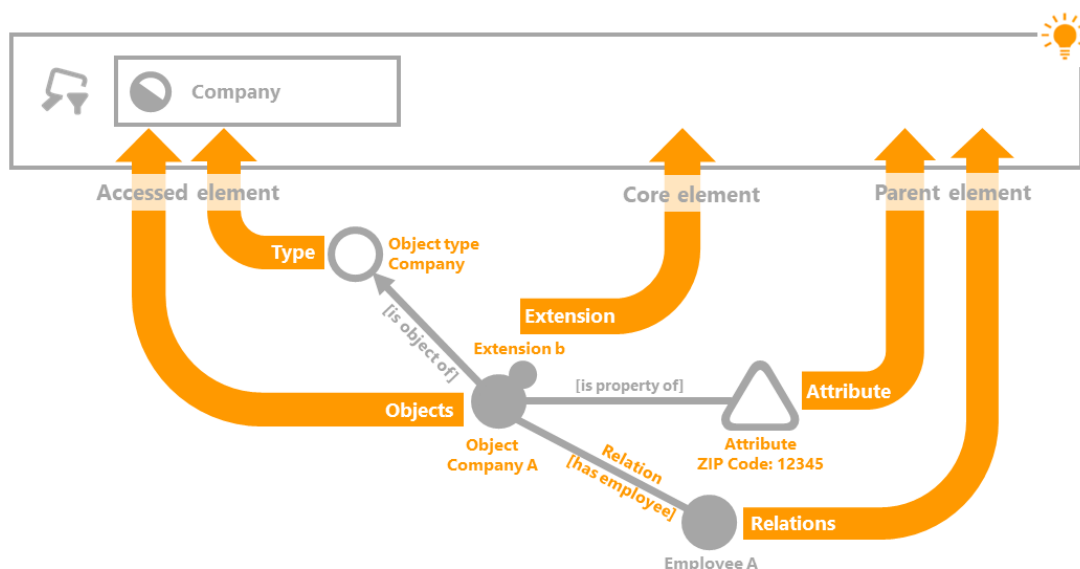 Company
Accessed element
Core element
Parent element
Type
Object type
Company
[is object of]
Extension
Extension b
[is property of]
Attribute
Objects
Object
Company A
Attribute
ZIP Code: 12345
Relation
[has employee]
Relations
Employee A